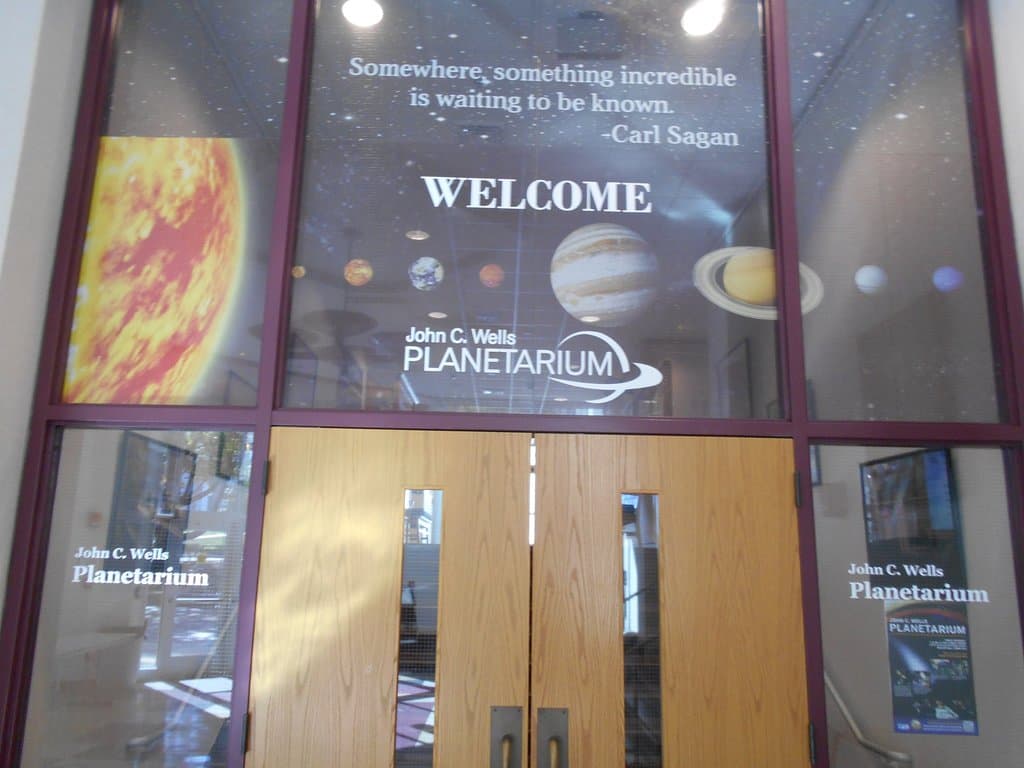 Somewhere, something incredible
is waiting to be known.
-Carl Sagan
WELCOME
John C. Wells
PLANETARIUM
John C. Wells
Planetarium
John C. Wells
Planetarium
JOHN C. WELLS
PLANETARIUM